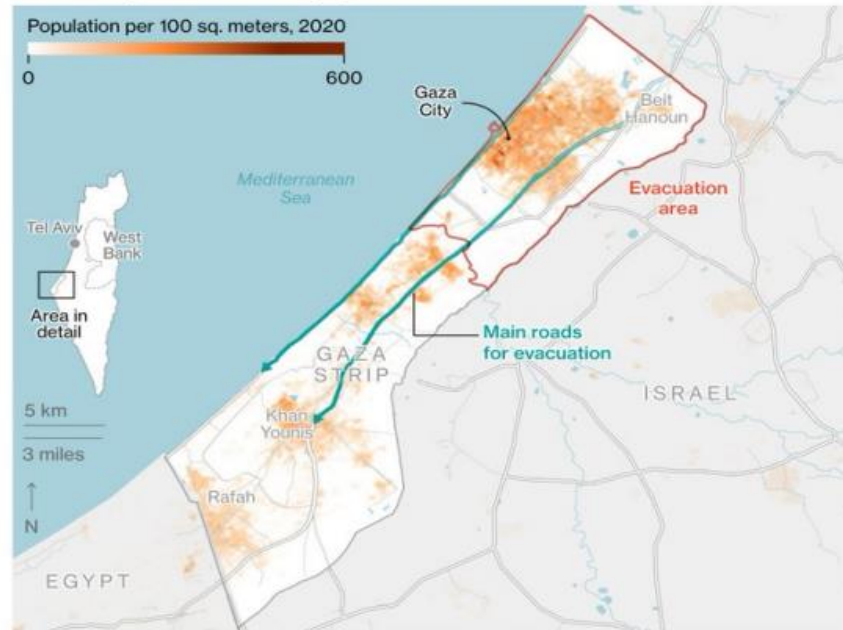 Population per 100 sq. meters, 2020
0
600
Gaza
City
Beit
Hanoun
Mediterranean
Sea
Evacuation
area
Tel Aviv
West
Bank
Area in
detail
Main roads
for evacuation
GAZA
STRIP
ISRAEL
5 km
3 miles
Khan
Younis
Rafah
N
EGYPT